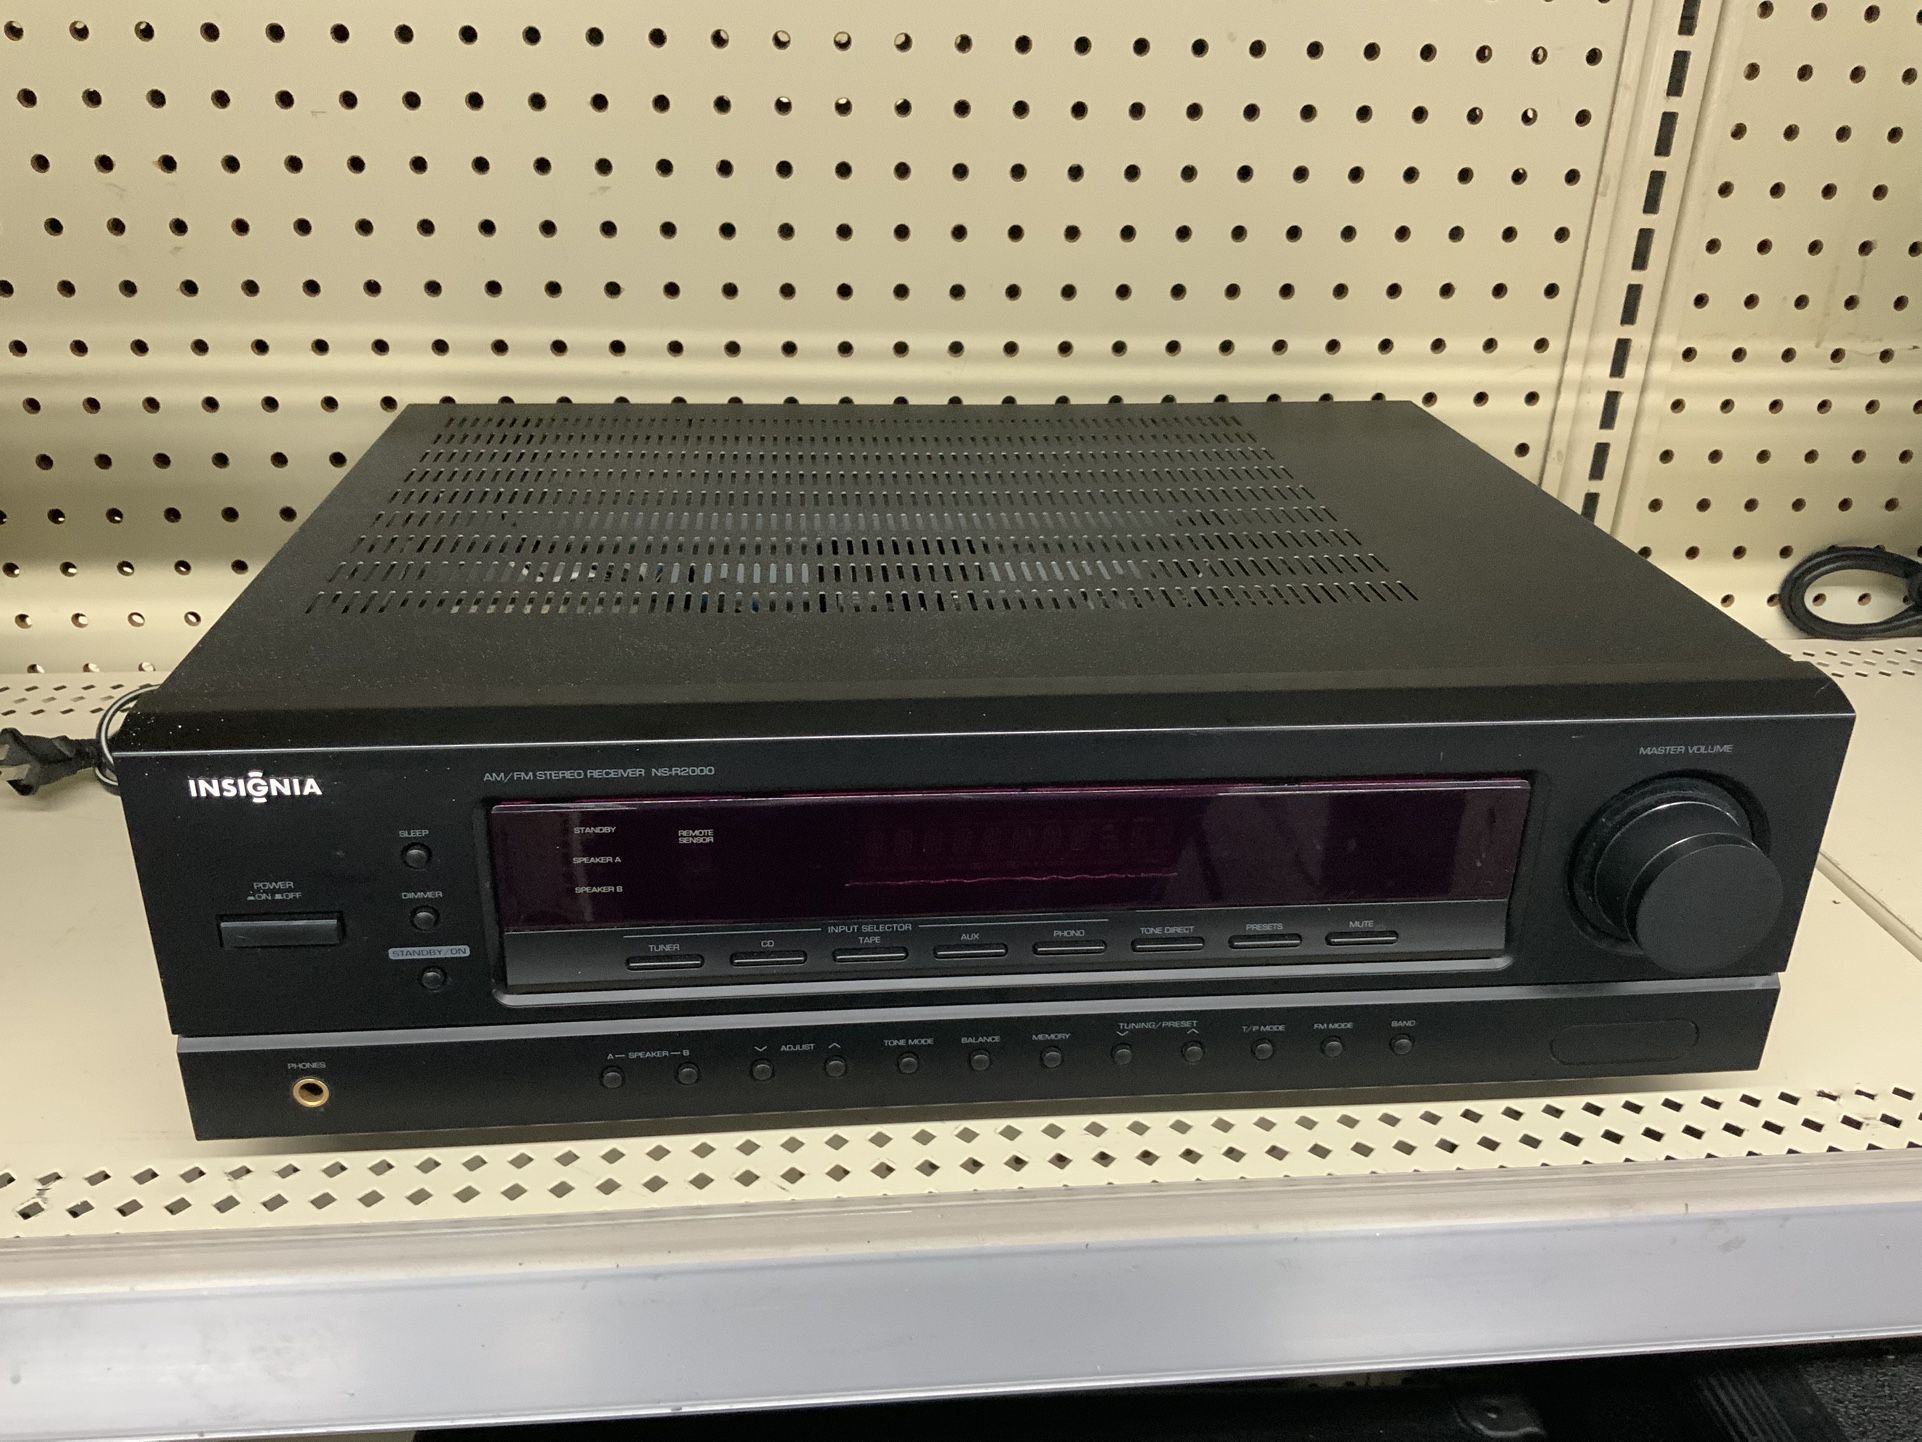 INSIGNIA
AM/FM STEREO RECEIVER NS-R2000
MASTER VOLUME
SLEEP
STANDBY
REMOTE
SENSOR
SPEAKER A
SPEAKER B
POWER
ON OFF
DIMMER
STANDBY/ON
INPUT SELECTOR
TUNER
CD
TAPE
AUX
PHONO
TONE DIRECT
PRESETS
MUTE
PHONES
A SPEAKER B
ADJUST
TONE MODE
BALANCE
MEMORY
TUNING/PRESET
T/P MODE
FM MODE
BAND